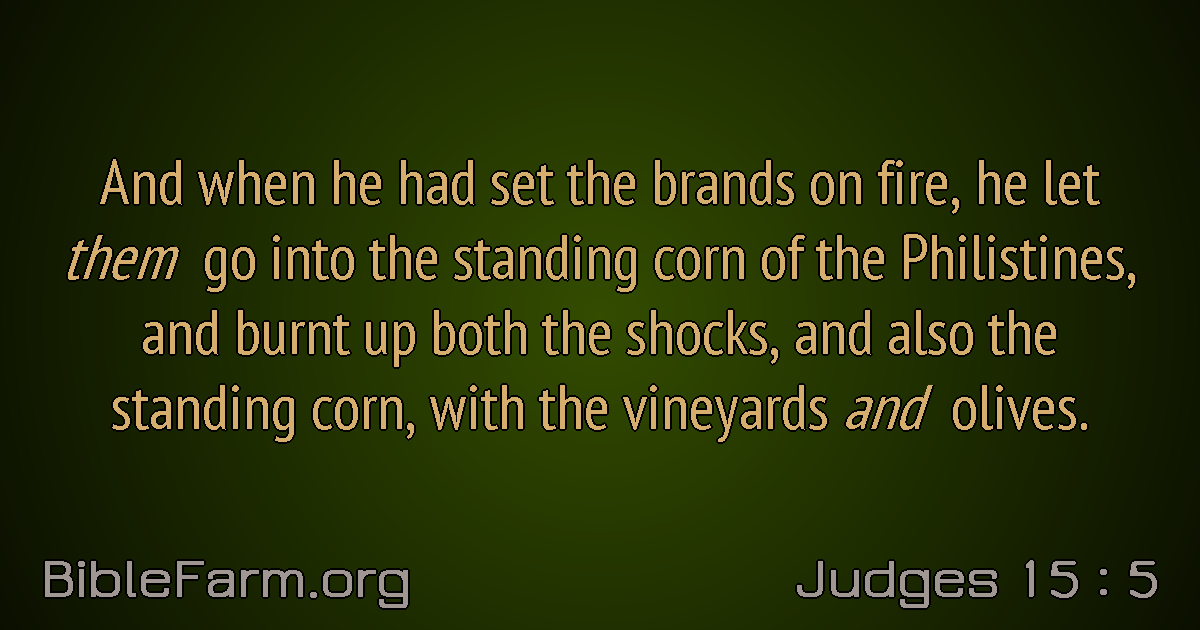 And when he had set the brands on fire, he let
them go into the standing corn of the Philistines,
and burnt up both the shocks, and also the
standing corn, with the vineyards and olives.
BibleFarm.org
Judges 15 : 5